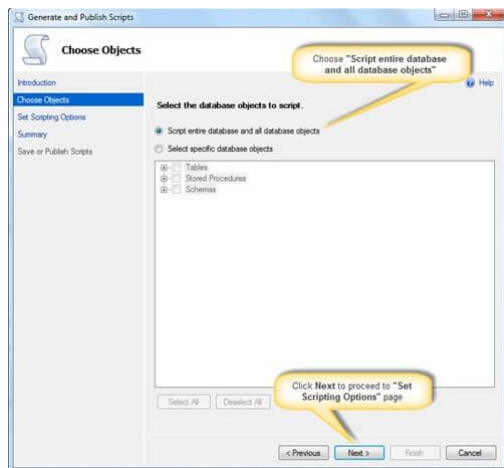 Generate and Publish Scripts
Choose Objects
Choose "Script entire database
and all database objects"
Help
Introduction
Choose Objects
Set Scripting Options
Summary
Save or Publish Scripts
Select the database objects to script.
Script entire database and all database objects
Select specific database objects
Tables
Stored Procedures
Schemas
Click Next to proceed to "Set
Scripting Options" page
Select All
Deselect All
< Previous
Next >
Finish
Cancel